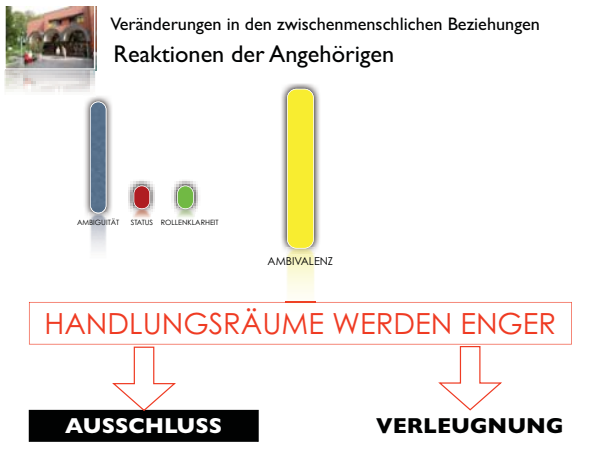 Veränderungen in den zwischenmenschlichen Beziehungen
Reaktionen der Angehörigen
AMBIGUITÄT STATUS ROLLENKLARHEIT
AMBIVALENZ
HANDLUNGSRÄUME WERDEN ENGER
AUSSCHLUSS VERLEUGNUNG